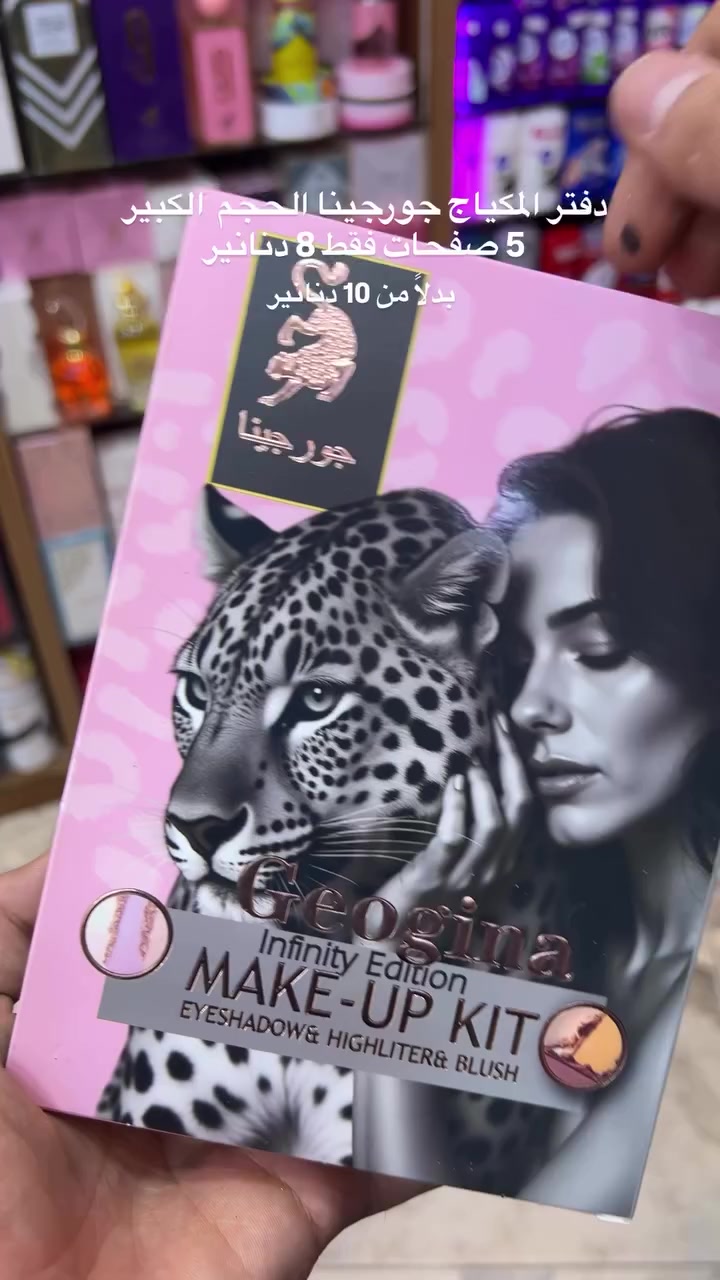 دفتر المكياج جورجينا الحجم الكبير
5 صفحات فقط 8 دنانير
بدلاً من 10 دنانير
جورجينا
Geogina
Infinity Edition
MAKE-UP KIT
EYESHADOW& HIGHLITER& BLUSH